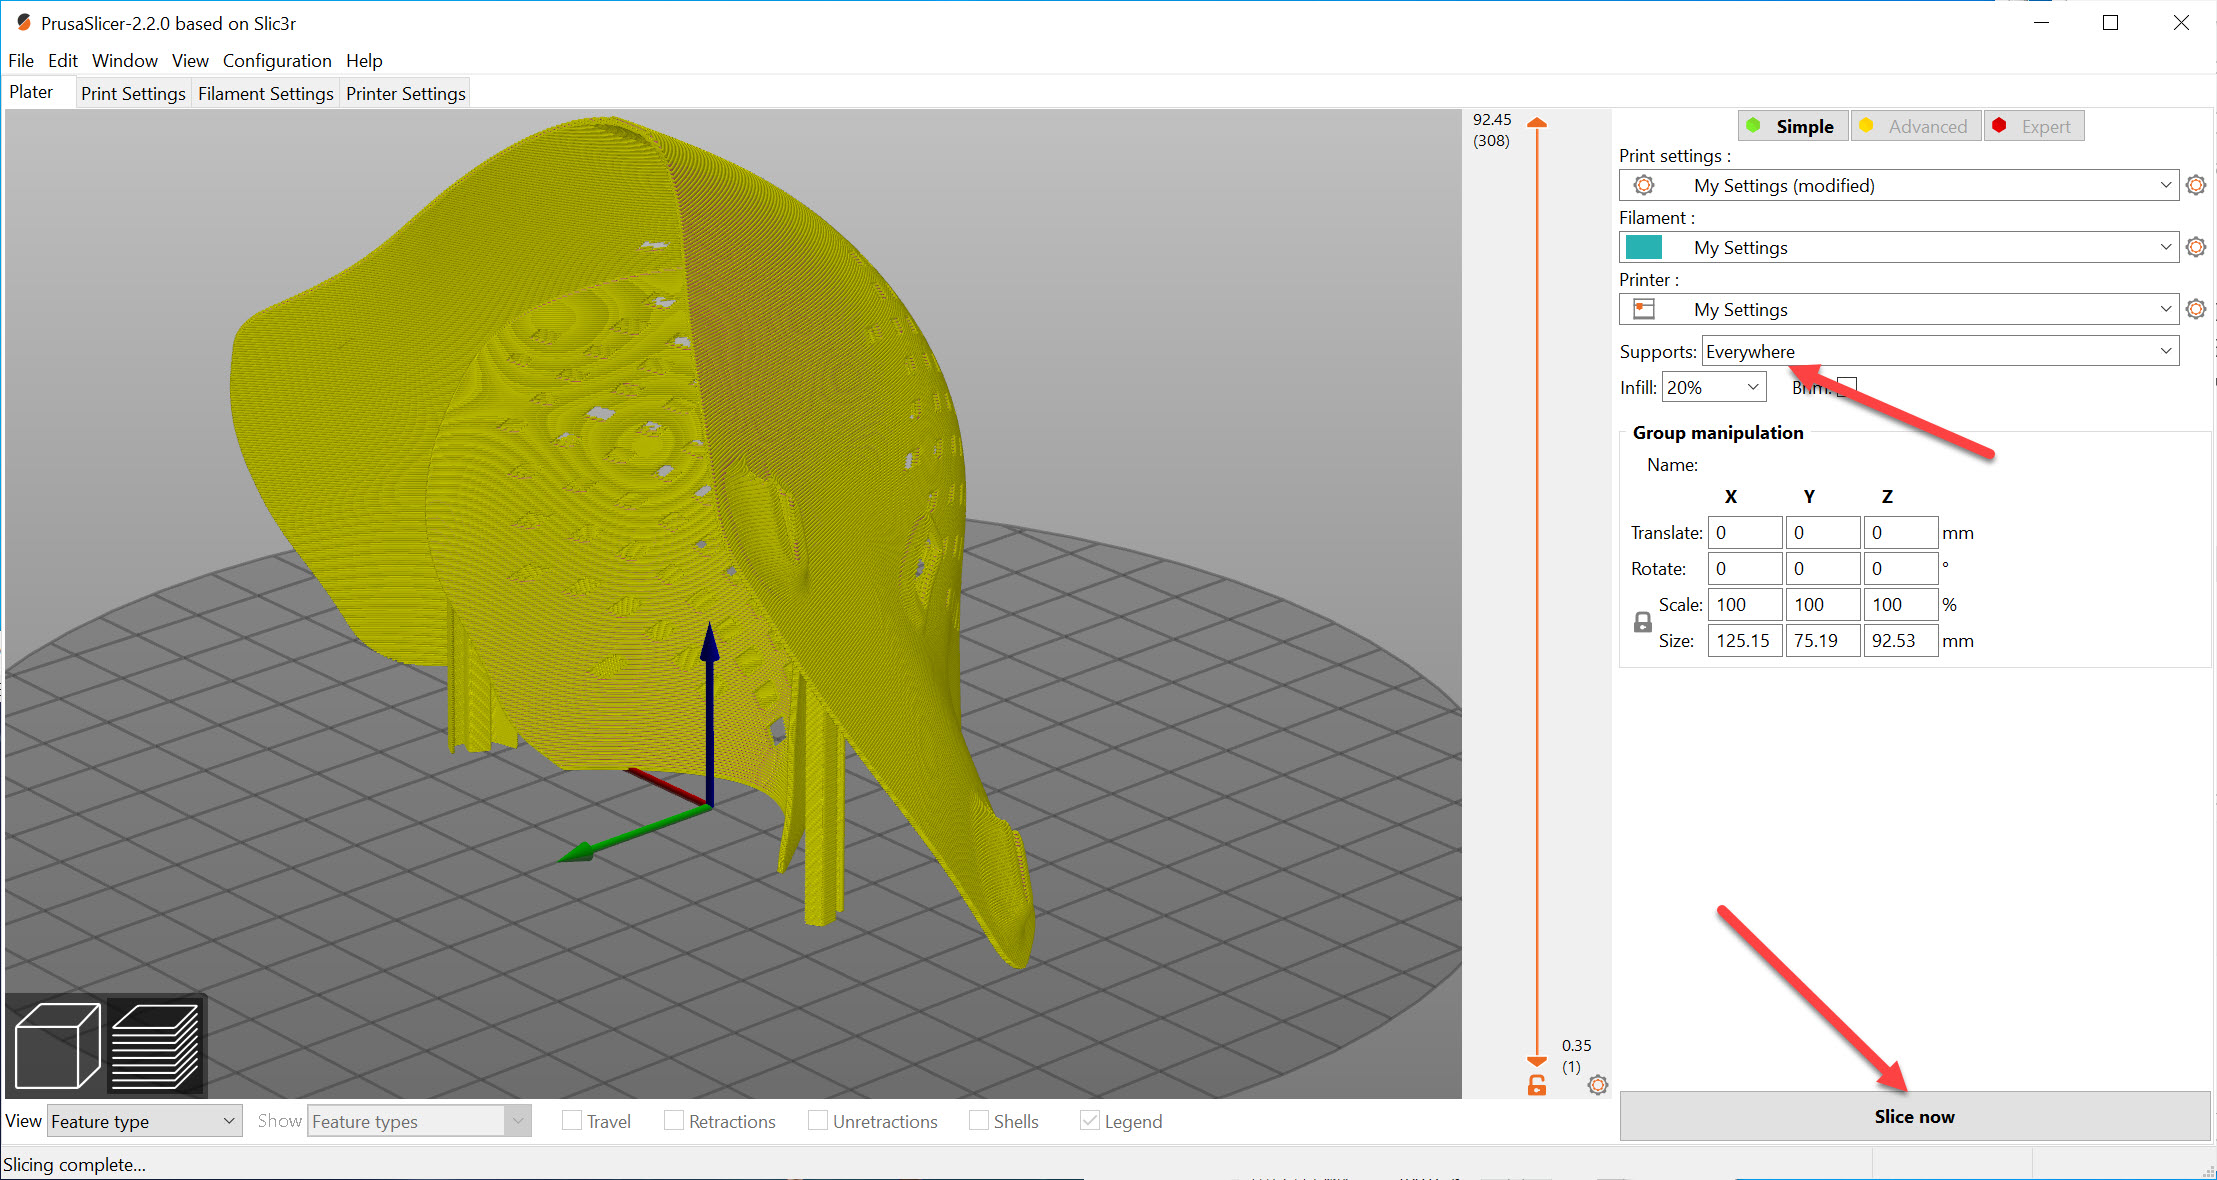 PrusaSlicer-2.2.0 based on Slic3r
File Edit Window View Configuration Help
Plater Print Settings Filament Settings Printer Settings
92.45
(308)
Simple Advanced Expert
Print settings :
My Settings (modified)
Filament :
My Settings
Printer :
My Settings
Supports: Everywhere
Infill: 20% Brim:
Group manipulation
Name:
X Y Z
Translate: 0 0 0 mm
Rotate: 0 0 0 °
Scale: 100 100 100 %
Size: 125.15 75.19 92.53 mm
0.35
(1)
Slice now
View Feature type Show Feature types Travel Retractions Unretractions Shells Legend
Slicing complete...